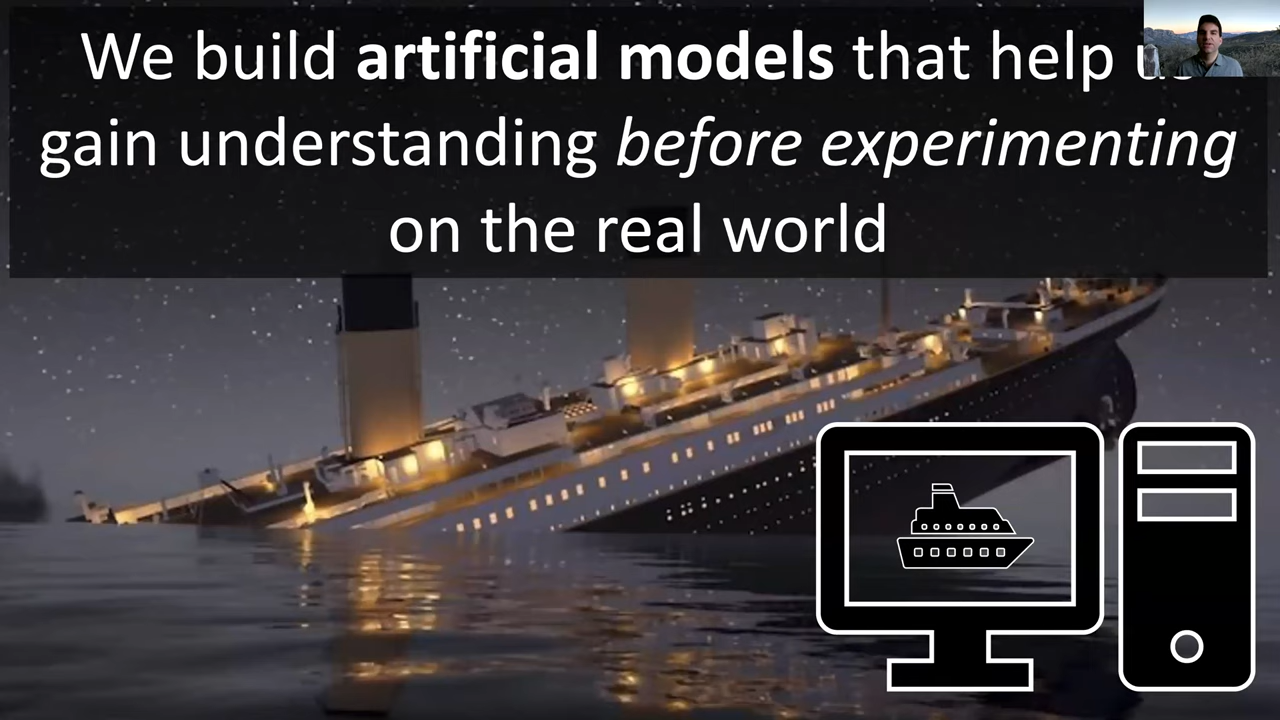 We build artificial models that help
gain understanding before experimenting
on the real world